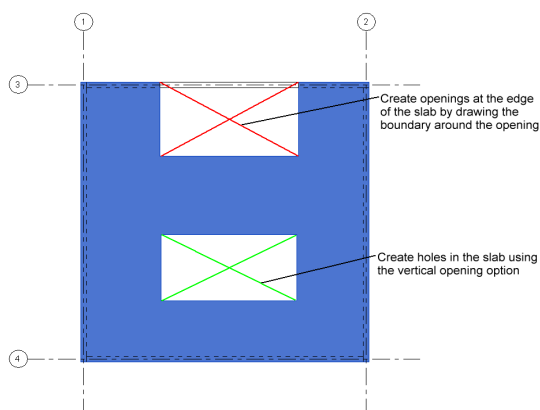 1
2
3
Create openings at the edge
of the slab by drawing the
boundary around the opening
Create holes in the slab using
the vertical opening option
4